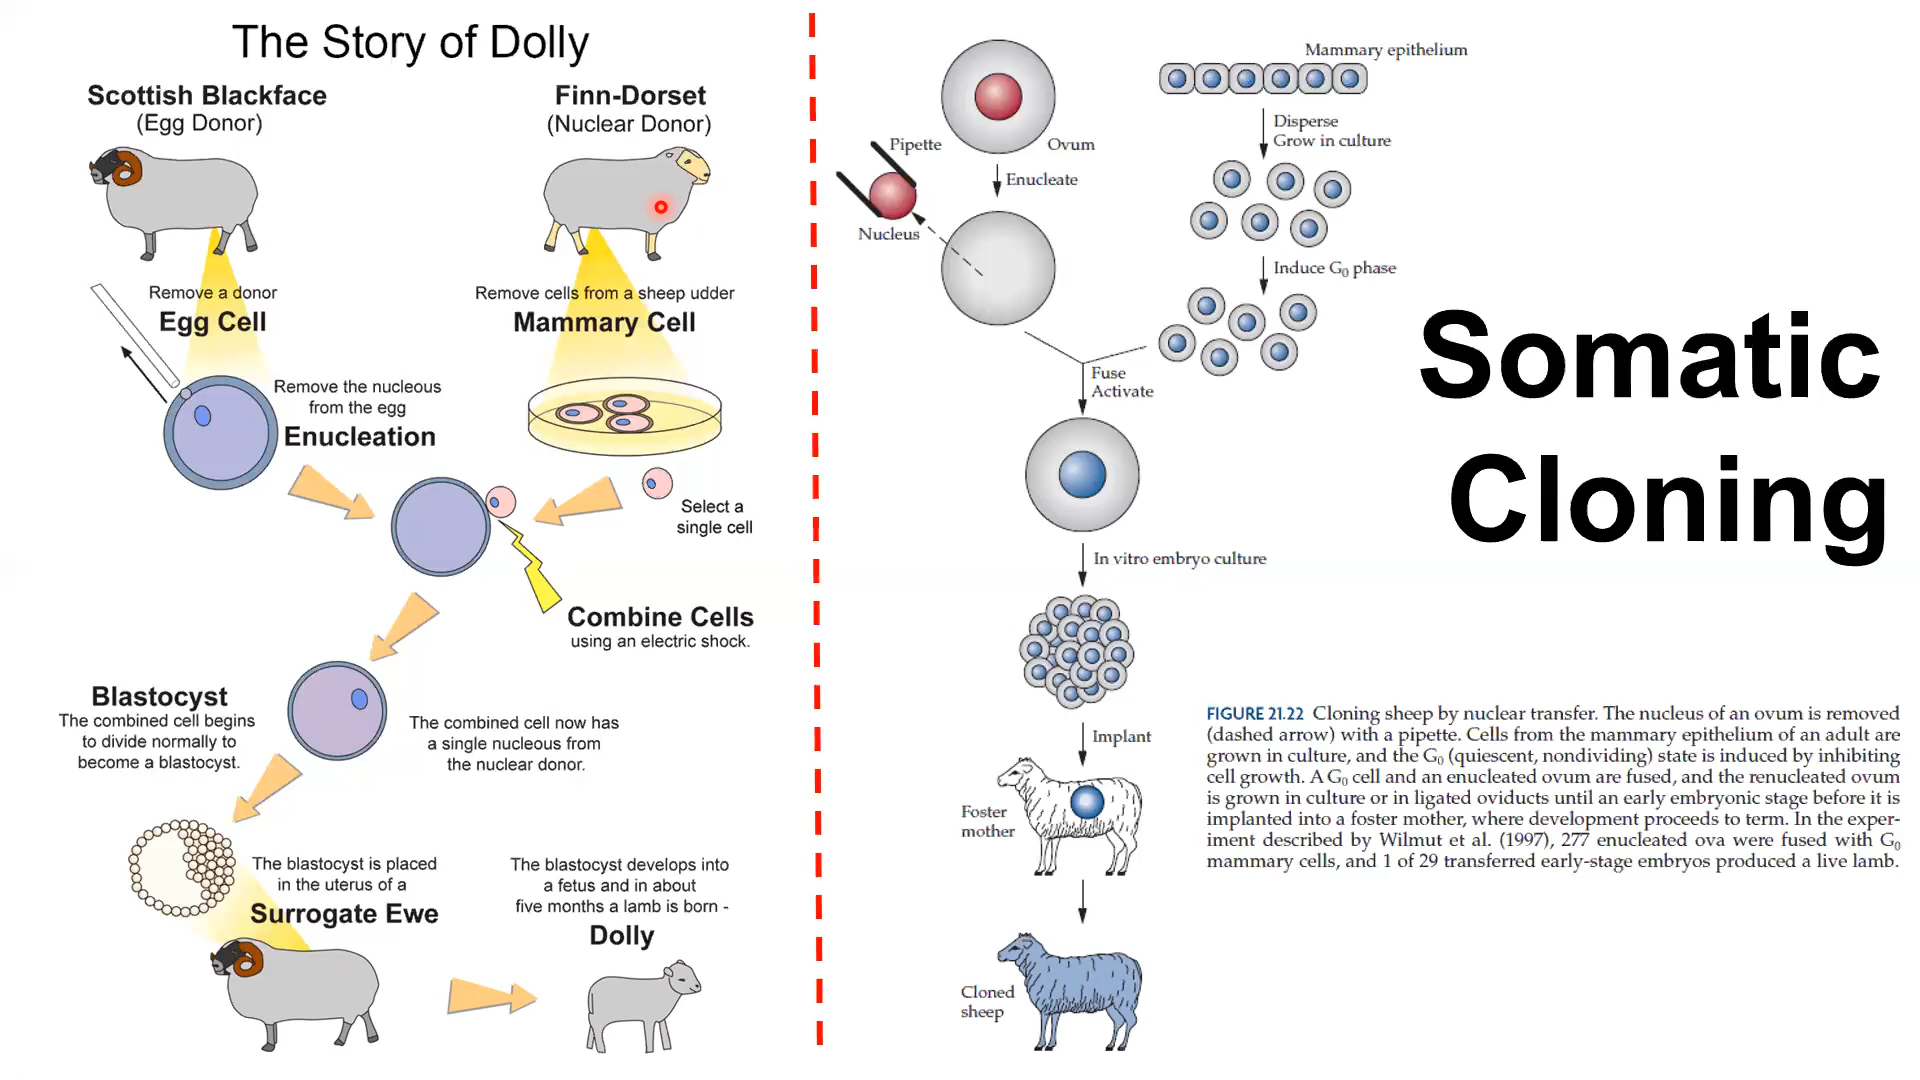 The Story of Dolly
Scottish Blackface
(Egg Donor)
Finn-Dorset
(Nuclear Donor)
Remove a donor
Egg Cell
Remove cells from a sheep udder
Mammary Cell
Remove the nucleous
from the egg
Enucleation
Select a
single cell
Combine Cells
using an electric shock.
Blastocyst
The combined cell begins
to divide normally to
become a blastocyst.
The combined cell now has
a single nucleous from
the nuclear donor.
The blastocyst is placed
in the uterus of a
Surrogate Ewe
The blastocyst develops into
a fetus and in about
five months a lamb is born -
Dolly
Mammary epithelium
Disperse
Grow in culture
Pipette
Ovum
Enucleate
Nucleus
Induce G0 phase
Fuse
Activate
In vitro embryo culture
Implant
Foster
mother
Cloned
sheep
Somatic
Cloning
FIGURE 21.22 Cloning sheep by nuclear transfer. The nucleus of an ovum is removed
(dashed arrow) with a pipette. Cells from the mammary epithelium of an adult are
grown in culture, and the G0 (quiescent, nondividing) state is induced by inhibiting
cell growth. A G0 cell and an enucleated ovum are fused, and the renucleated ovum
is grown in culture or in ligated oviducts until an early embryonic stage before it is
implanted into a foster mother, where development proceeds to term. In the exper-
iment described by Wilmut et al. (1997), 277 enucleated ova were fused with G0
mammary cells, and 1 of 29 transferred early-stage embryos produced a live lamb.